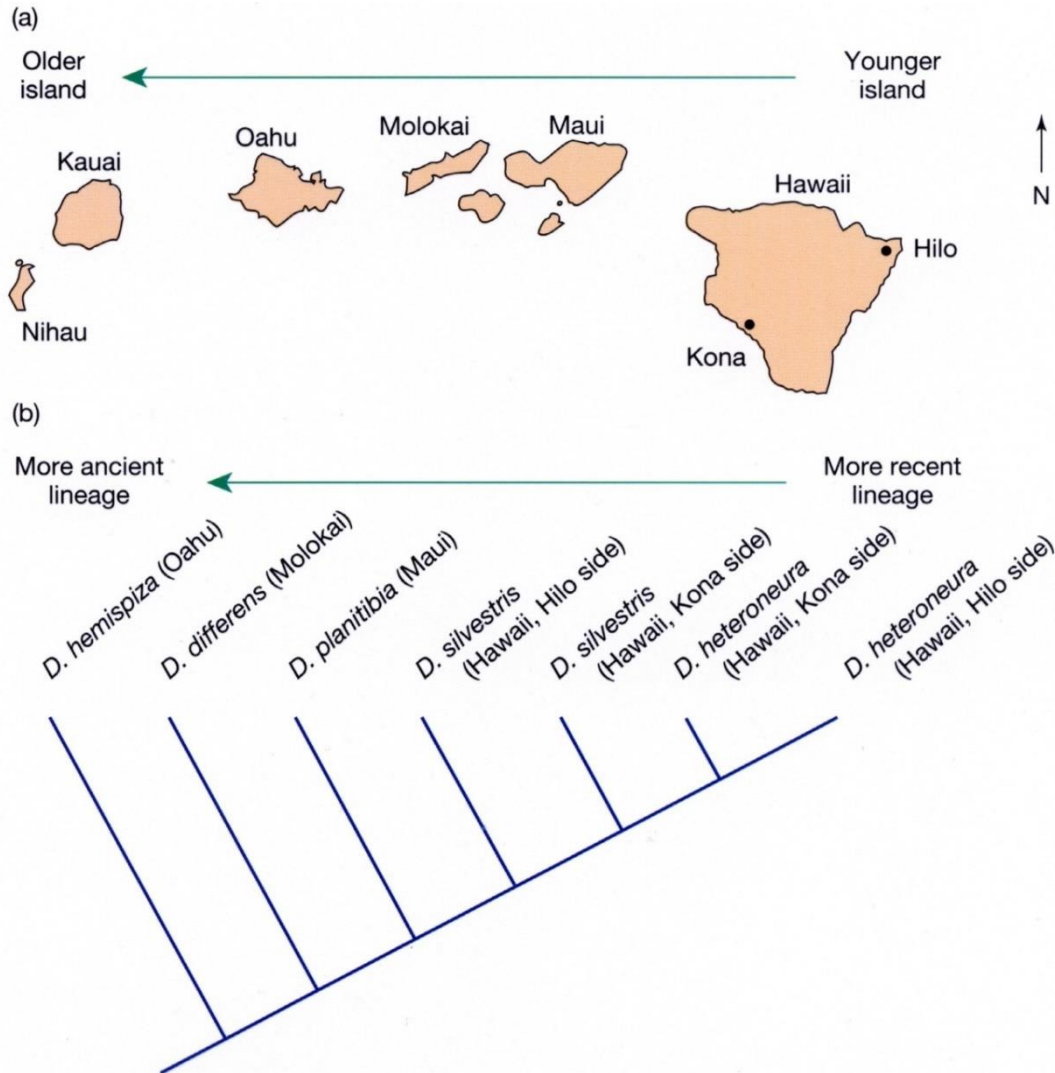 (a)
Older
island
Younger
island
Kauai
Oahu
Molokai
Maui
Hawaii
N
Hilo
Nihau
Kona
(b)
More ancient
lineage
More recent
lineage
D. hemispiza (Oahu)
D. differens (Molokai)
D. planitibia (Maui)
D. silvestris
(Hawaii, Hilo side)
D. silvestris
(Hawaii, Kona side)
D. heteroneura
(Hawaii, Kona side)
D. heteroneura
(Hawaii, Hilo side)